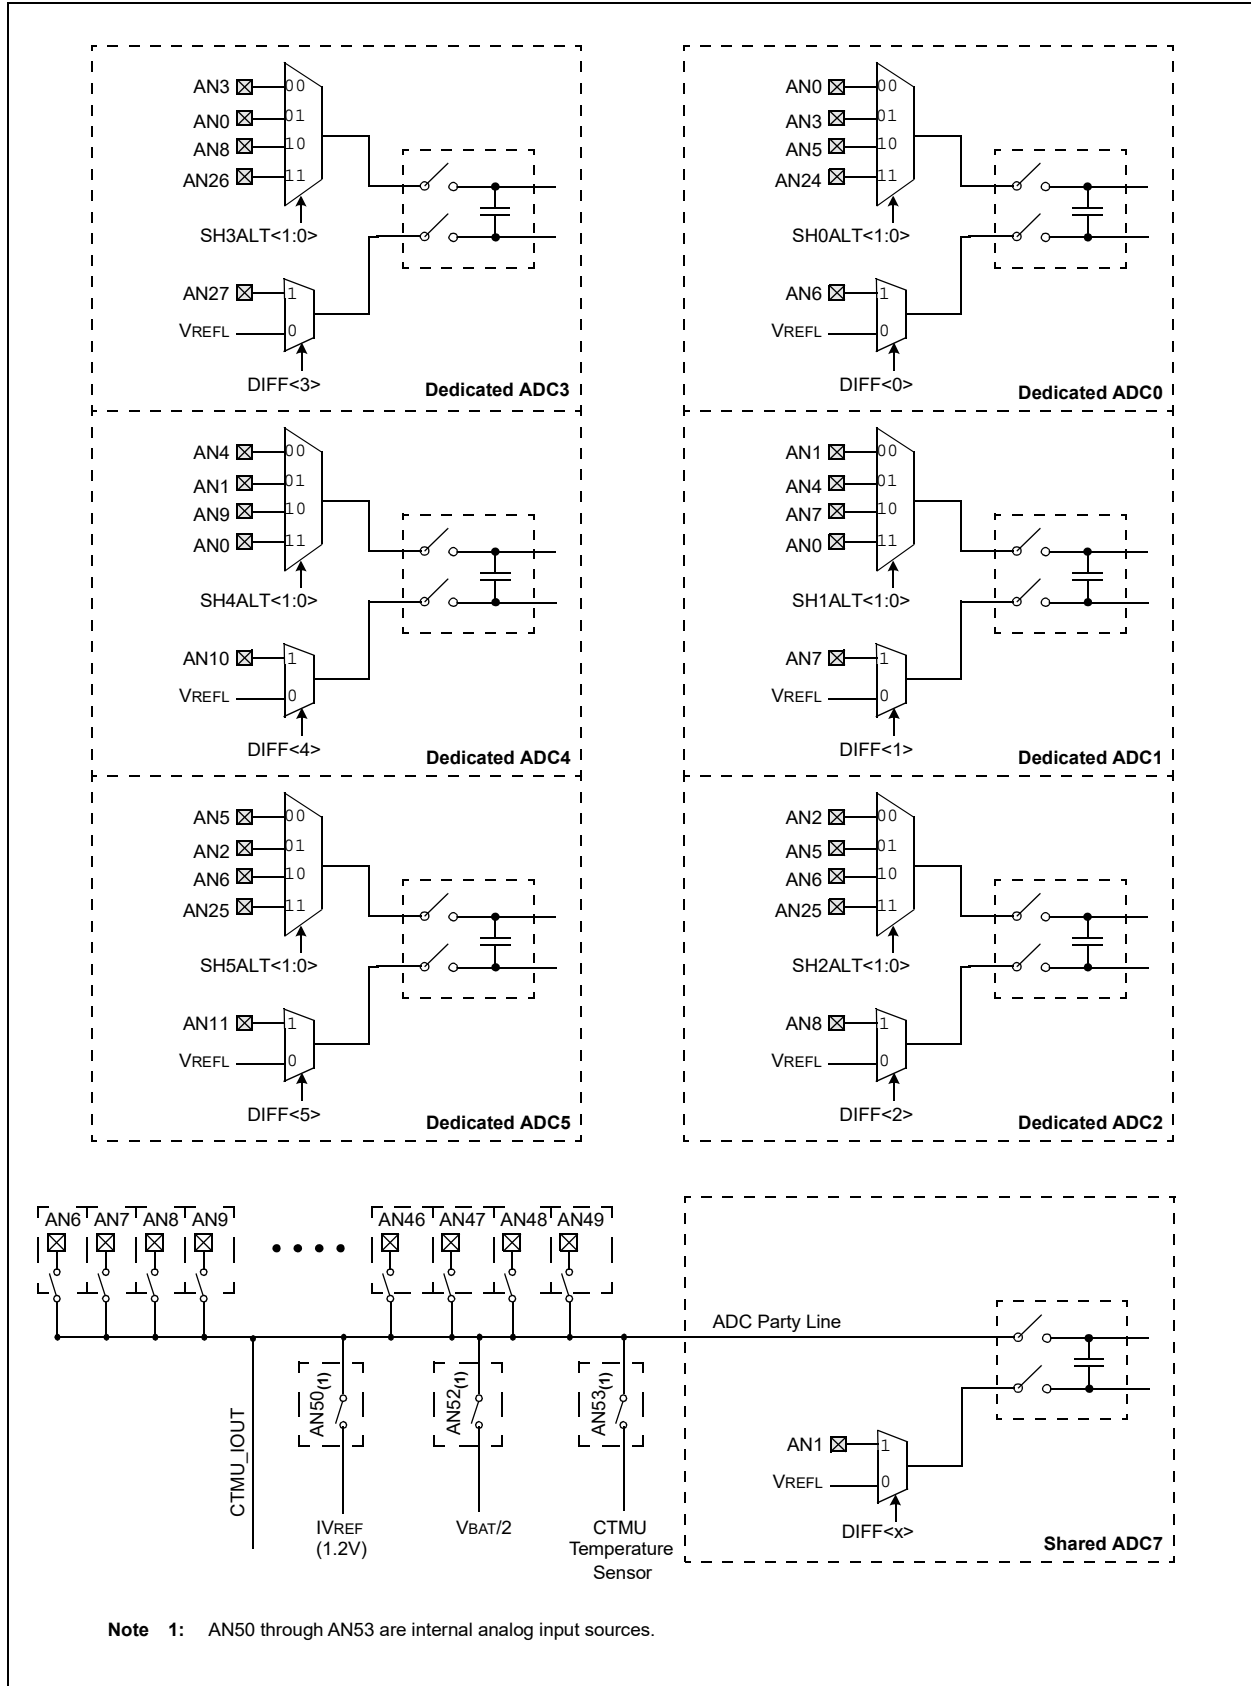 AN3 00
AN0 01
AN8 10
AN26 11
SH3ALT<1:0>
AN27 1
VREFL 0
DIFF<3>
Dedicated ADC3
AN0 00
AN3 01
AN5 10
AN24 11
SH0ALT<1:0>
AN6 1
VREFL 0
DIFF<0>
Dedicated ADC0
AN4 00
AN1 01
AN9 10
AN0 11
SH4ALT<1:0>
AN10 1
VREFL 0
DIFF<4>
Dedicated ADC4
AN1 00
AN4 01
AN7 10
AN0 11
SH1ALT<1:0>
AN7 1
VREFL 0
DIFF<1>
Dedicated ADC1
AN5 00
AN2 01
AN6 10
AN25 11
SH5ALT<1:0>
AN11 1
VREFL 0
DIFF<5>
Dedicated ADC5
AN2 00
AN5 01
AN6 10
AN25 11
SH2ALT<1:0>
AN8 1
VREFL 0
DIFF<2>
Dedicated ADC2
AN6 AN7 AN8 AN9 AN46 AN47 AN48 AN49
ADC Party Line
CTMU_IOUT
AN50(1)
AN52(1)
AN53(1)
IVREF
(1.2V)
VBAT/2
CTMU
Temperature
Sensor
AN1 1
VREFL 0
DIFF<x>
Shared ADC7
Note 1: AN50 through AN53 are internal analog input sources.